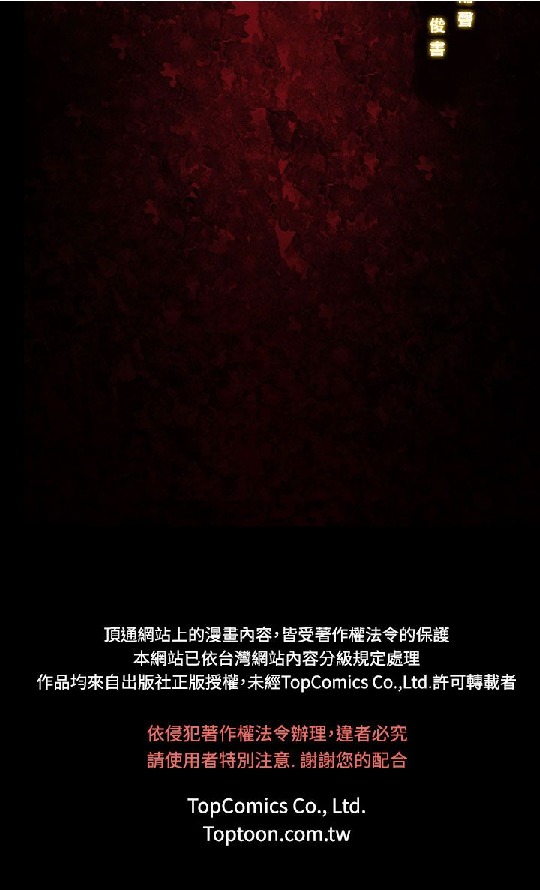 聲
俊書
頂通網站上的漫畫內容，皆受著作權法令的保護
本網站已依台灣網站內容分級規定處理
作品均來自出版社正版授權，未經TopComics Co.,Ltd.許可轉載者
依侵犯著作權法令辦理，違者必究
請使用者特別注意. 謝謝您的配合
TopComics Co., Ltd.
Toptoon.com.tw